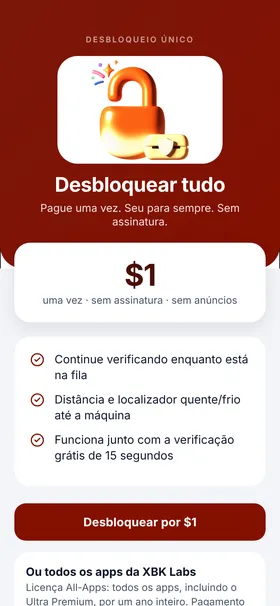 DESBLOQUEIO ÚNICO
Desbloquear tudo
Pague uma vez. Seu para sempre. Sem
assinatura.
$1
uma vez · sem assinatura · sem anúncios
Continue verificando enquanto está
na fila
Distância e localizador quente/frio
até a máquina
Funciona junto com a verificação
grátis de 15 segundos
Desbloquear por $1
Ou todos os apps da XBK Labs
Licença All-Apps: todos os apps, incluindo o
Ultra Premium, por um ano inteiro. Pagamento